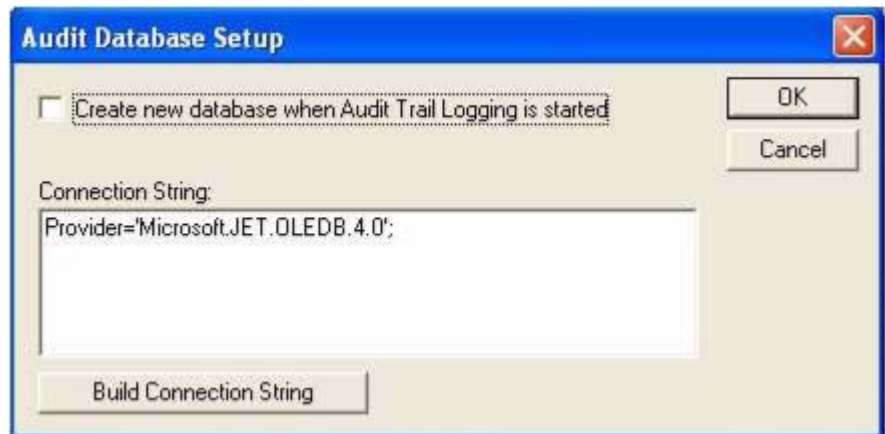 Audit Database Setup
Create new database when Audit Trail Logging is started
OK
Cancel
Connection String:
Provider='Microsoft.JET.OLEDB.4.0';
Build Connection String